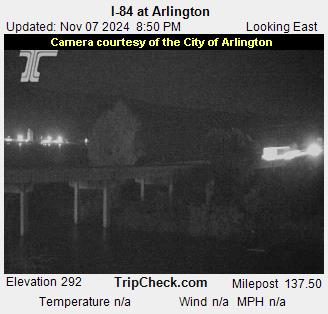 I-84 at Arlington
Updated: Nov 07 2024 8:50 PM Looking East
Camera courtesy of the City of Arlington
Elevation 292 TripCheck.com Milepost 137.50
Temperature n/a Wind n/a MPH n/a